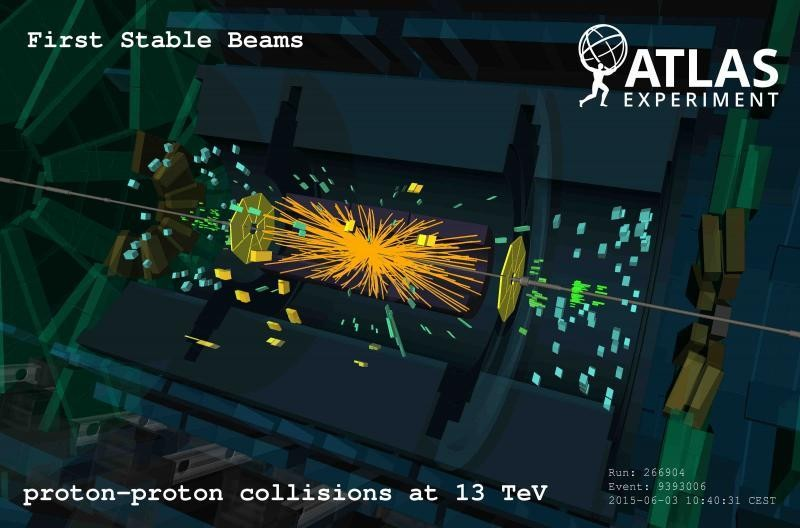 First Stable Beams
ATLAS
EXPERIMENT
proton-proton collisions at 13 TeV
Run: 266904
Event: 9393006
2015-06-03 10:40:31 CEST